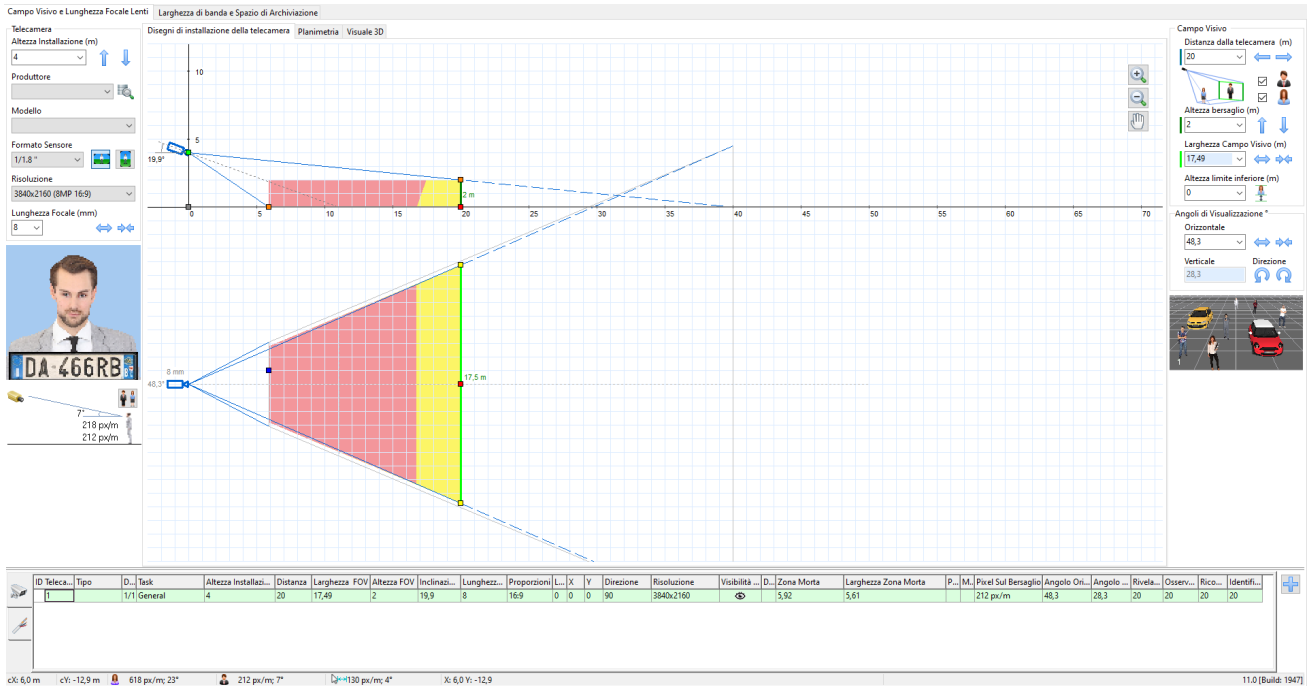 Campo Visivo e Lunghezza Focale Lenti Larghezza di banda e Spazio di Archiviazione
Telecamera
Altezza Installazione (m)
4
Produttore
Modello
Formato Sensore
1/1.8 "
Risoluzione
3840x2160 (8MP 16:9)
Lunghezza Focale (mm)
8
DA 466RB
7°
218 px/m
212 px/m
Disegni di installazione della telecamera Planimetria Visuale 3D
10
5
19,9°
2 m
0 5 10 15 20 25 30 35 40 45 50 55 60 65 70
8 mm
48,3°
17,5 m
Campo Visivo
Distanza dalla telecamera (m)
20
Altezza bersaglio (m)
2
Larghezza Campo Visivo (m)
17,49
Altezza limite inferiore (m)
0
Angoli di Visualizzazione °
Orizzontale
48,3
Verticale Direzione
28,3
ID Teleca... Tipo D... Task Altezza Installazi... Distanza Larghezza FOV Altezza FOV Inclinazi... Lunghezz... Proporzioni L... X Y Direzione Risoluzione Visibilità ... D... Zona Morta Larghezza Zona Morta P... M... Pixel Sul Bersaglio Angolo Ori... Angolo ... Rivela... Osserv... Rico... Identifi...
1 1/1 General 4 20 17,49 2 19,9 8 16:9 0 0 0 90 3840x2160 5,92 5,61 212 px/m 48,3 28,3 20 20 20 20
cX: 6,0 m cY: -12,9 m 618 px/m; 23° 212 px/m; 7° 130 px/m; 4° X: 6,0 Y: -12,9 11.0 [Build: 1947]